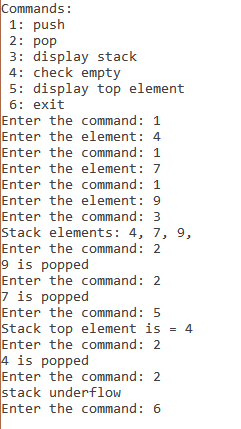 Commands:
 1: push
 2: pop
 3: display stack
 4: check empty
 5: display top element
 6: exit
Enter the command: 1
Enter the element: 4
Enter the command: 1
Enter the element: 7
Enter the command: 1
Enter the element: 9
Enter the command: 3
Stack elements: 4, 7, 9,
Enter the command: 2
9 is popped
Enter the command: 2
7 is popped
Enter the command: 5
Stack top element is = 4
Enter the command: 2
4 is popped
Enter the command: 2
stack underflow
Enter the command: 6